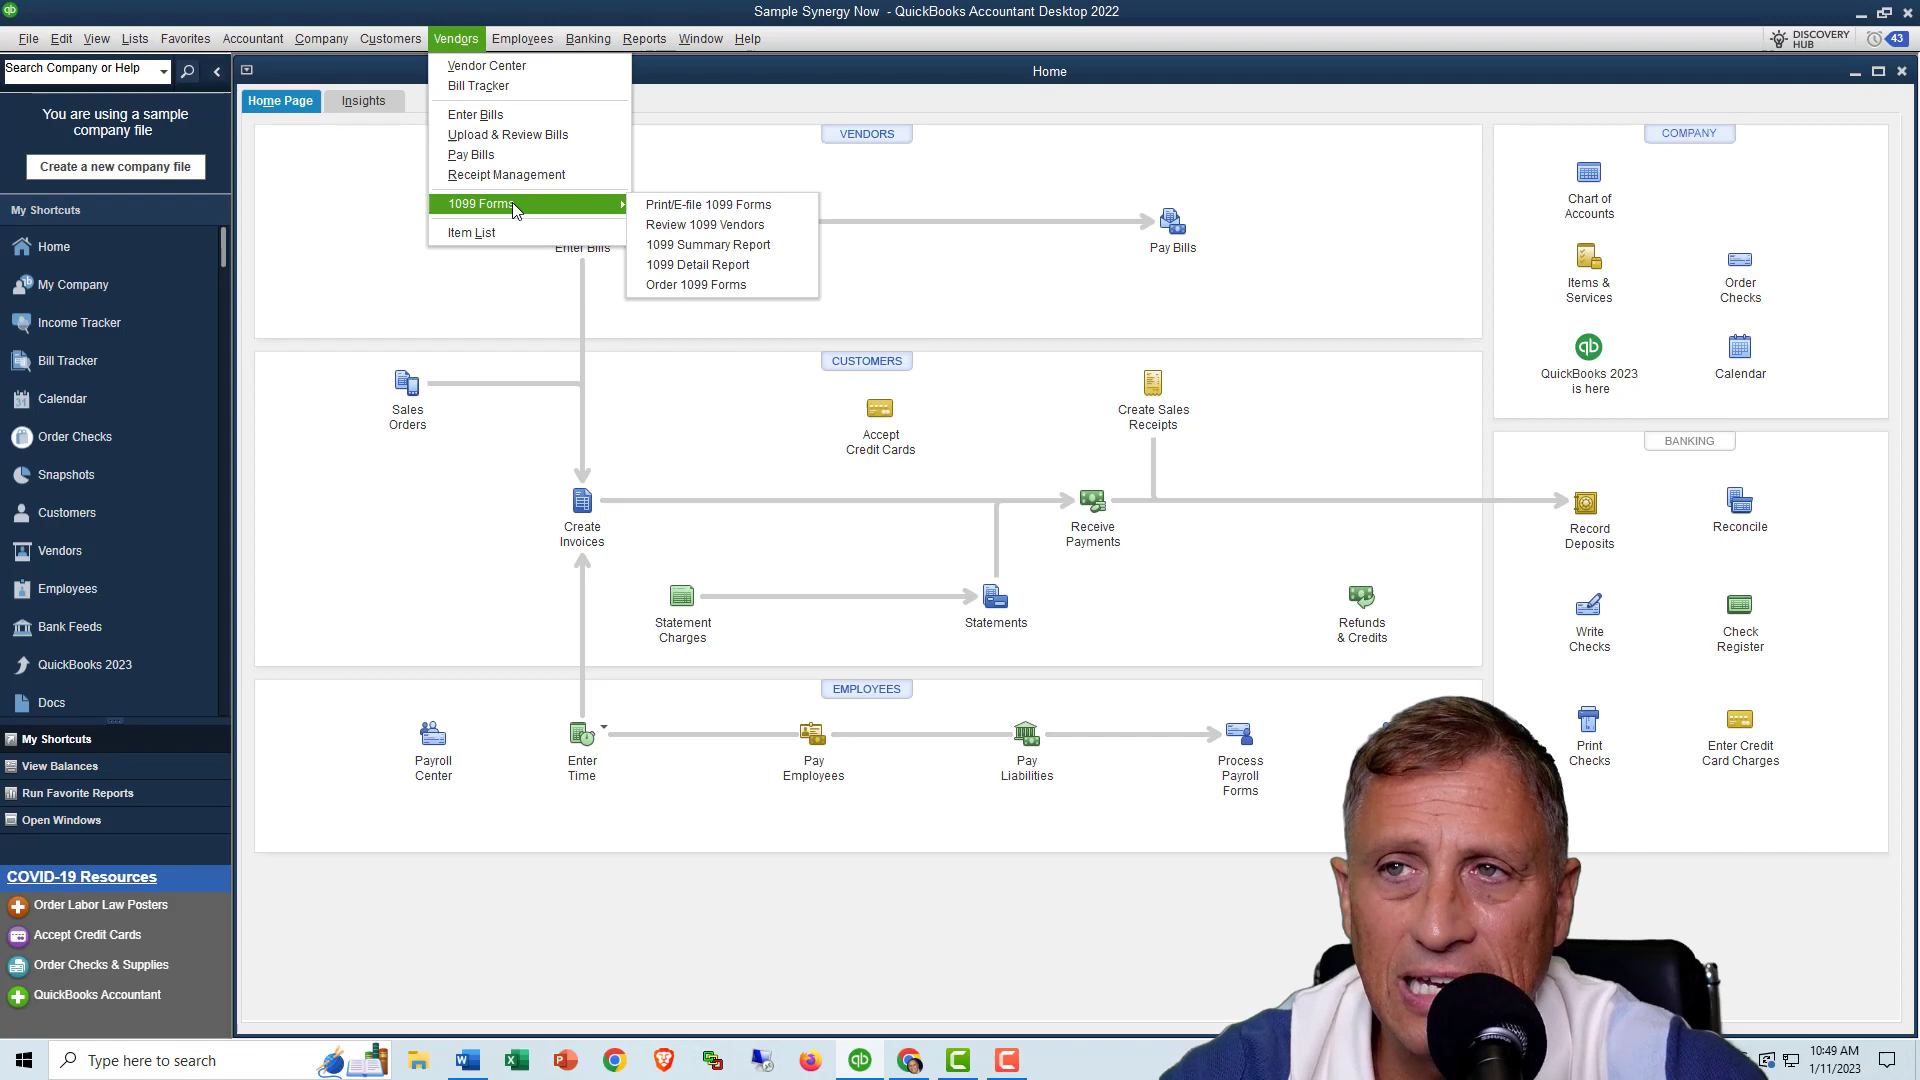 Sample Synergy Now - QuickBooks Accountant Desktop 2022
File Edit View Lists Favorites Accountant Company Customers Vendors Employees Banking Reports Window Help
DISCOVERY
HUB
43
Search Company or Help
Home
You are using a sample
company file
Create a new company file
My Shortcuts
Home
My Company
Income Tracker
Bill Tracker
Calendar
Order Checks
Snapshots
Customers
Vendors
Employees
Bank Feeds
QuickBooks 2023
Docs
My Shortcuts
View Balances
Run Favorite Reports
Open Windows
COVID-19 Resources
Order Labor Law Posters
Accept Credit Cards
Order Checks & Supplies
QuickBooks Accountant
Home Page Insights
Vendor Center
Bill Tracker
Enter Bills
Upload & Review Bills
Pay Bills
Receipt Management
1099 Forms
Item List
Print/E-file 1099 Forms
Review 1099 Vendors
1099 Summary Report
1099 Detail Report
Order 1099 Forms
VENDORS
Enter Bills
Pay Bills
CUSTOMERS
Sales
Orders
Accept
Credit Cards
Create Sales
Receipts
Create
Invoices
Receive
Payments
Statement
Charges
Statements
Refunds
& Credits
EMPLOYEES
Payroll
Center
Enter
Time
Pay
Employees
Pay
Liabilities
Process
Payroll
Forms
COMPANY
Chart of
Accounts
Items &
Services
Order
Checks
qb
QuickBooks 2023
is here
Calendar
BANKING
Record
Deposits
Reconcile
Write
Checks
Check
Register
Print
Checks
Enter Credit
Card Charges
Type here to search
10:49 AM
1/11/2023